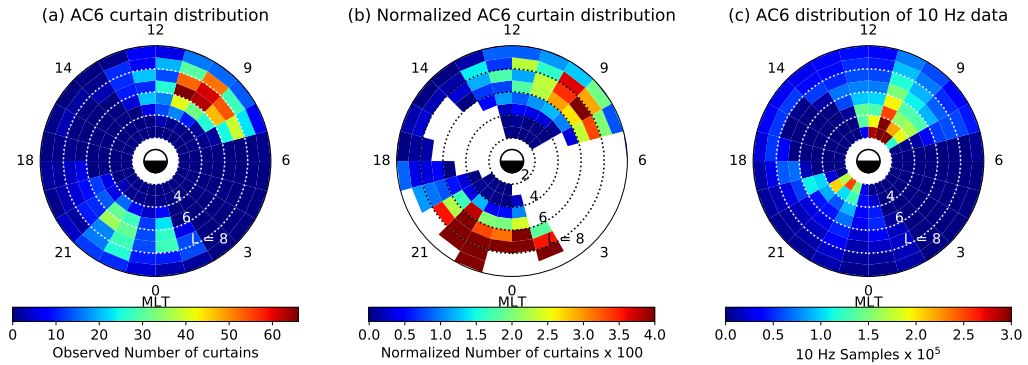 (a) AC6 curtain distribution
12
14
9
18
6
4
6
L = 8
21
3
0
MLT
0 10 20 30 40 50 60
Observed Number of curtains
(b) Normalized AC6 curtain distribution
12
14
9
18
6
2
4
6
L = 8
21
3
0
MLT
0.0 0.5 1.0 1.5 2.0 2.5 3.0 3.5 4.0
Normalized Number of curtains x 100
(c) AC6 distribution of 10 Hz data
12
14
9
18
6
4
6
L = 8
21
3
0
MLT
0.0 0.5 1.0 1.5 2.0 2.5 3.0
10 Hz Samples x 10⁵